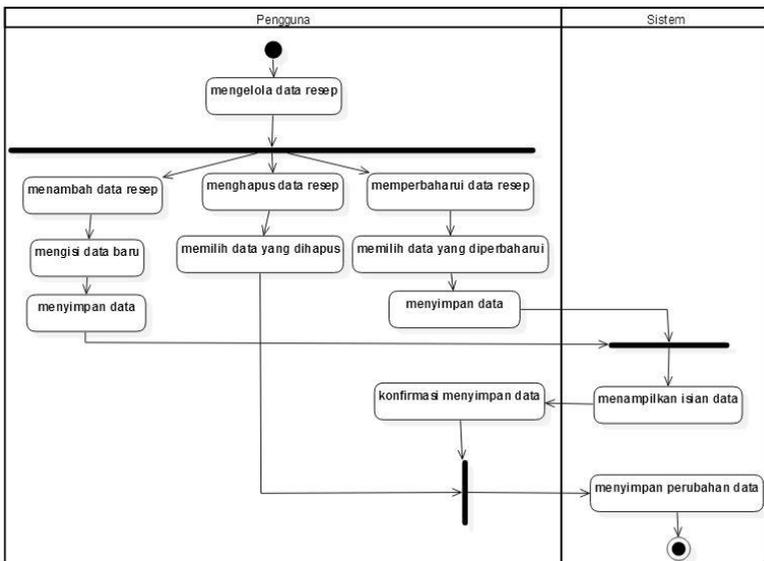 Pengguna
Sistem
mengelola data resep
menambah data resep
menghapus data resep
memperbaharui data resep
mengisi data baru
memilih data yang dihapus
memilih data yang diperbaharui
menyimpan data
menyimpan data
konfirmasi menyimpan data
menampilkan isian data
menyimpan perubahan data